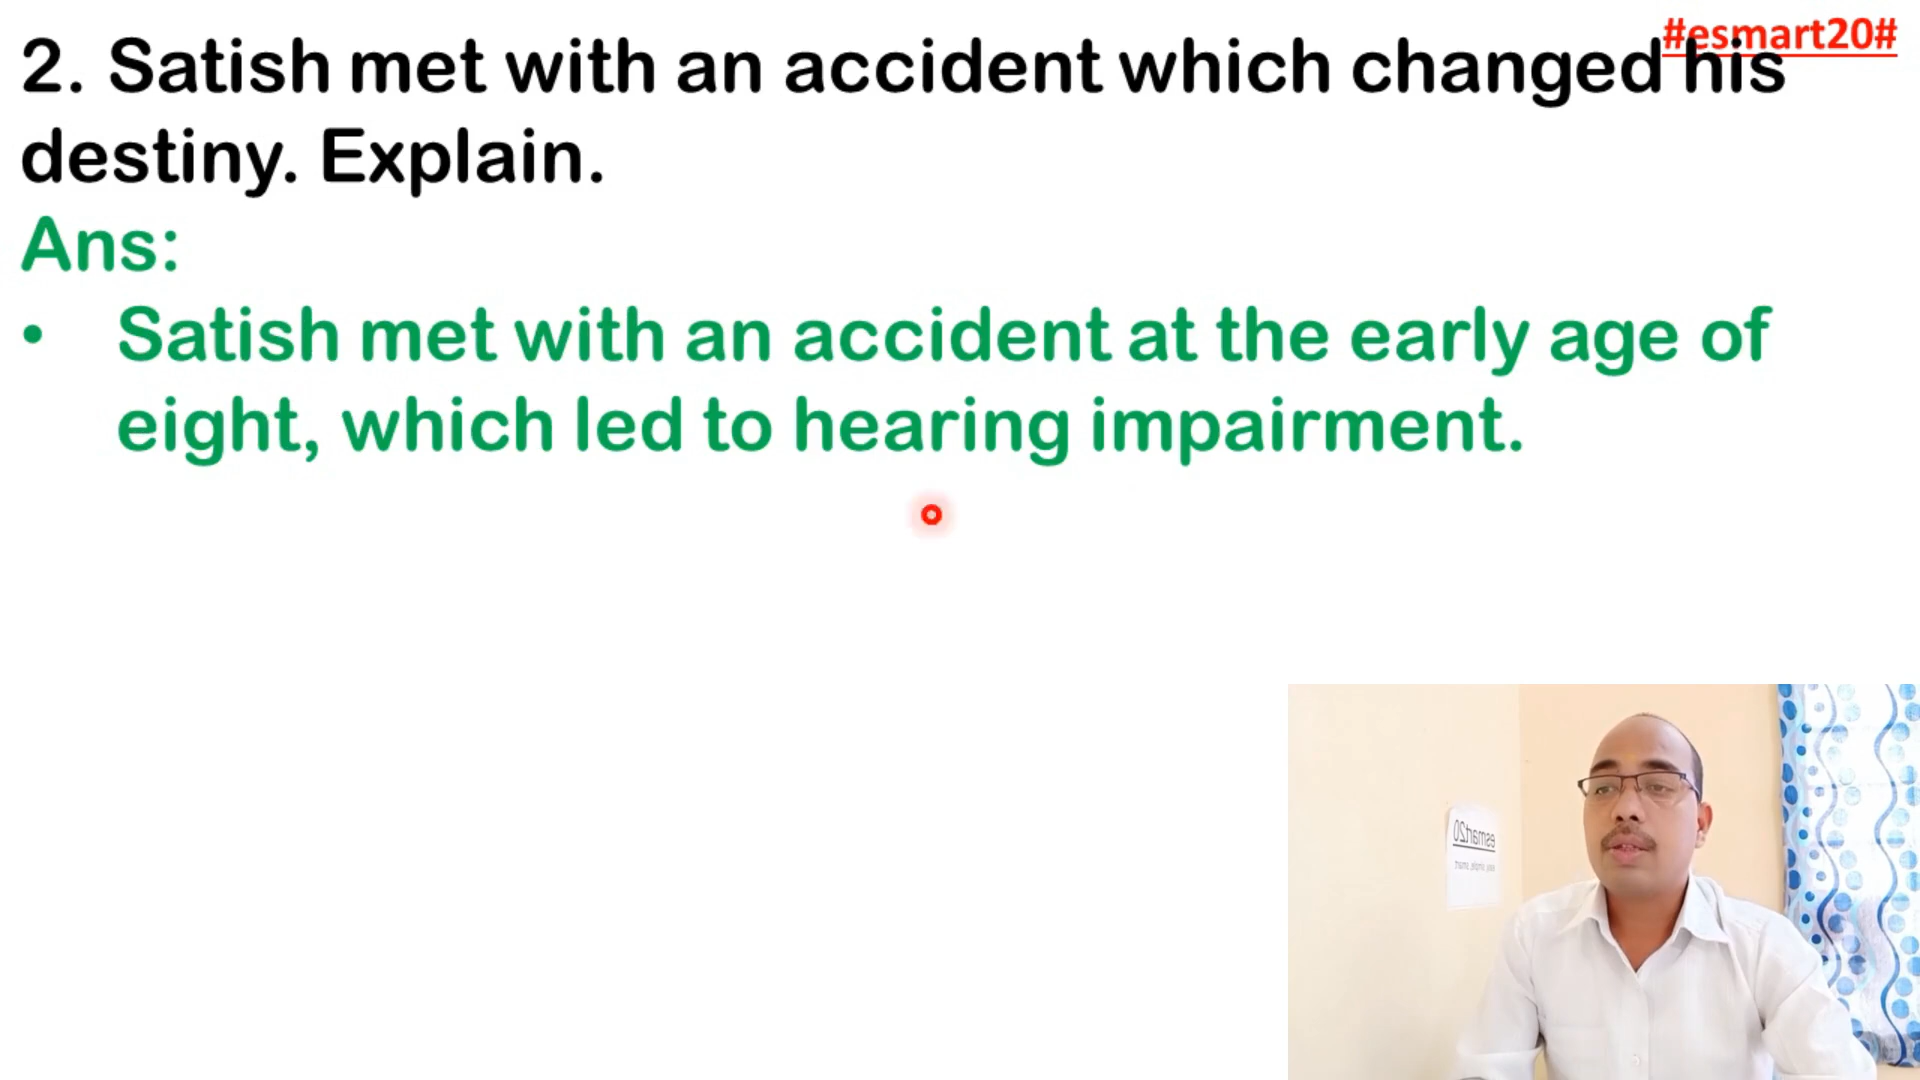 #esmart20#
2. Satish met with an accident which changed his
destiny. Explain.
Ans:
• Satish met with an accident at the early age of
eight, which led to hearing impairment.
esmart20